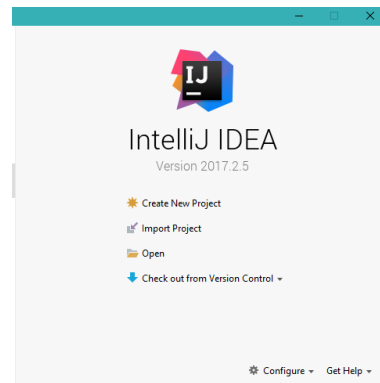 IJ
IntelliJ IDEA
Version 2017.2.5
Create New Project
Import Project
Open
Check out from Version Control
Configure Get Help